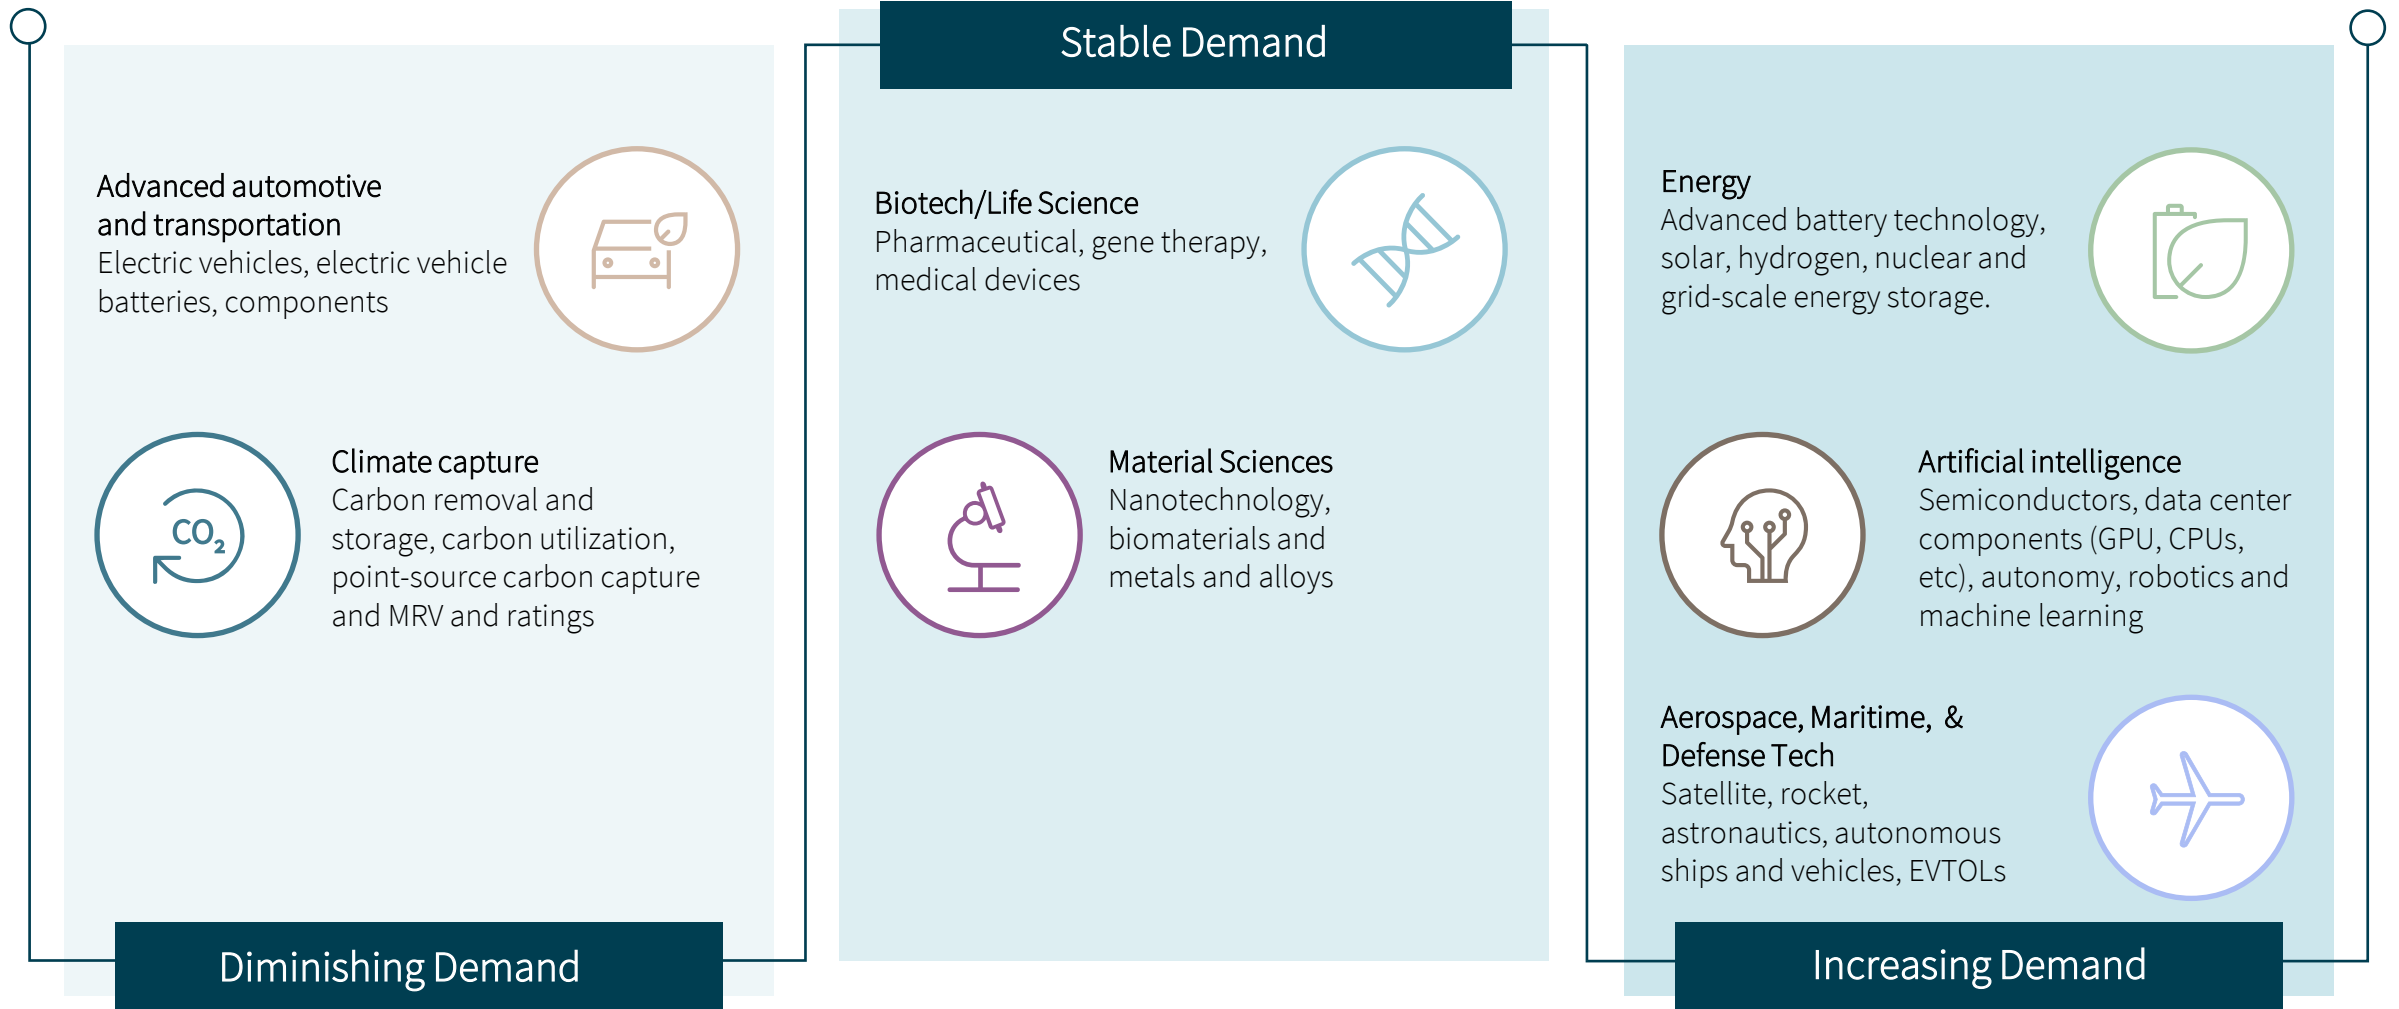 Stable Demand
Advanced automotive
and transportation
Electric vehicles, electric vehicle
batteries, components
CO2
Climate capture
Carbon removal and
storage, carbon utilization,
point-source carbon capture
and MRV and ratings
Diminishing Demand
Biotech/Life Science
Pharmaceutical, gene therapy,
medical devices
Material Sciences
Nanotechnology,
biomaterials and
metals and alloys
Energy
Advanced battery technology,
solar, hydrogen, nuclear and
grid-scale energy storage.
Artificial intelligence
Semiconductors, data center
components (GPU, CPUs,
etc), autonomy, robotics and
machine learning
Aerospace, Maritime, &
Defense Tech
Satellite, rocket,
astronautics, autonomous
ships and vehicles, EVTOLs
Increasing Demand